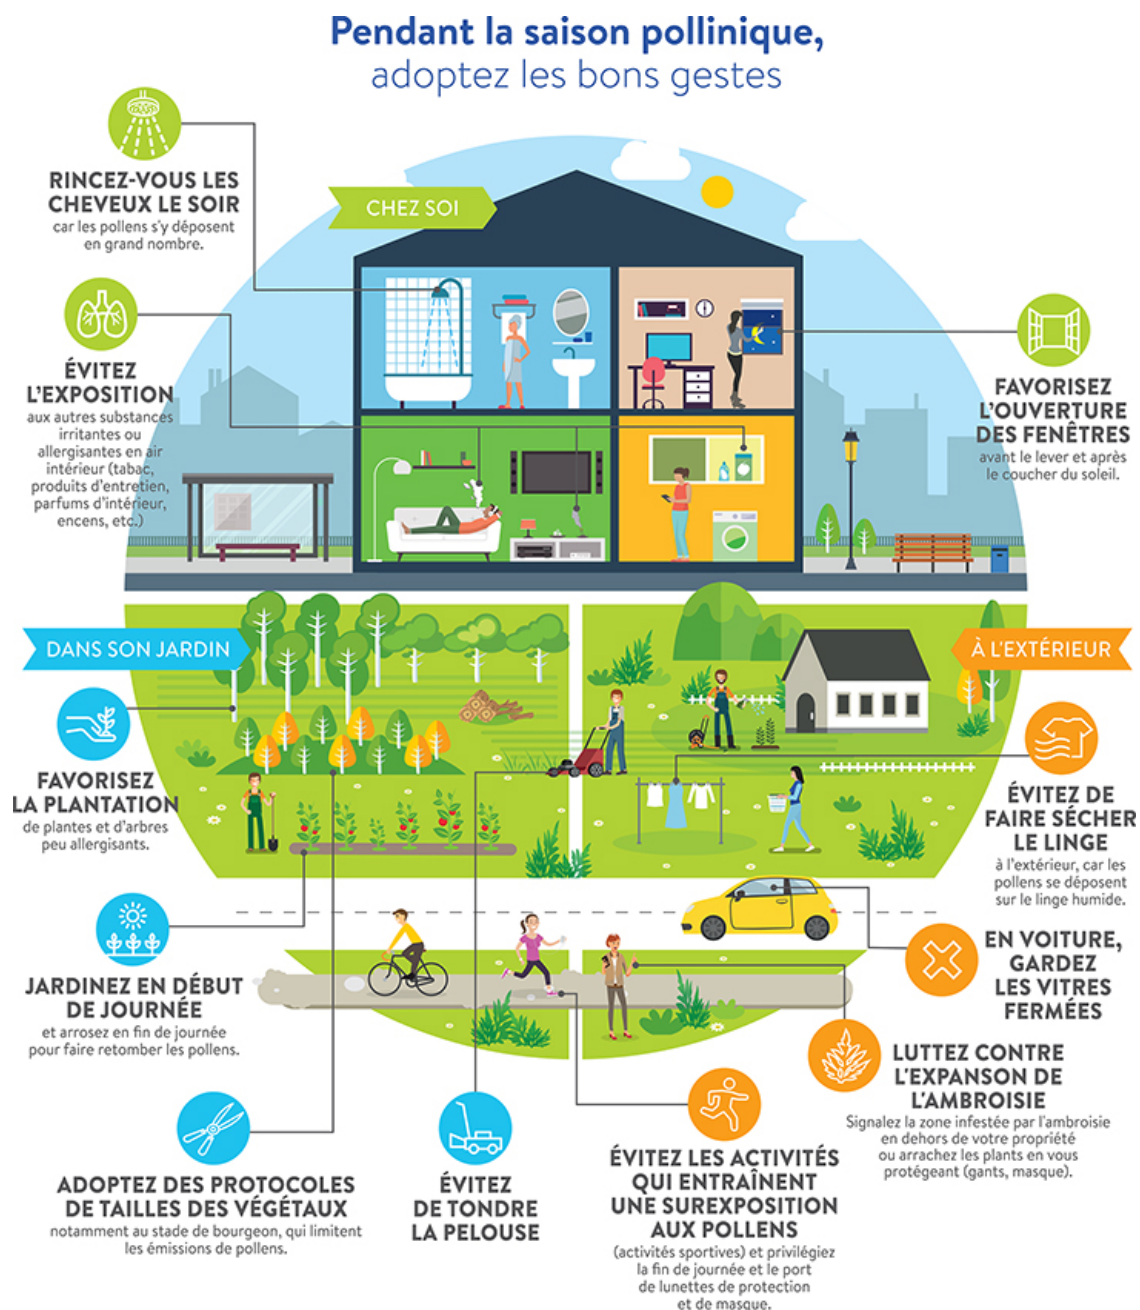 Pendant la saison pollinique,
adoptez les bons gestes
CHEZ SOI
RINCEZ-VOUS LES
CHEVEUX LE SOIR
car les pollens s'y déposent
en grand nombre.
ÉVITEZ
L'EXPOSITION
aux autres substances
irritantes ou
allergisantes en air
intérieur (tabac,
produits d'entretien,
parfums d'intérieur,
encens, etc.)
FAVORISEZ
L'OUVERTURE
DES FENÊTRES
avant le lever et après
le coucher du soleil.
DANS SON JARDIN
FAVORISEZ
LA PLANTATION
de plantes et d'arbres
peu allergisants.
JARDINEZ EN DÉBUT
DE JOURNÉE
et arrosez en fin de journée
pour faire retomber les pollens.
ADOPTEZ DES PROTOCOLES
DE TAILLES DES VÉGÉTAUX
notamment au stade de bourgeon, qui limitent
les émissions de pollens.
ÉVITEZ
DE TONDRE
LA PELOUSE
À L'EXTÉRIEUR
ÉVITEZ DE
FAIRE SÉCHER
LE LINGE
à l'extérieur, car les
pollens se déposent
sur le linge humide.
EN VOITURE,
GARDEZ
LES VITRES
FERMÉES
LUTTEZ CONTRE
L'EXPANSON DE
L'AMBROISIE
Signalez la zone infestée par l'ambroisie
en dehors de votre propriété
ou arrachez les plants en vous
protégeant (gants, masque).
ÉVITEZ LES ACTIVITÉS
QUI ENTRAÎNENT
UNE SUREXPOSITION
AUX POLLENS
(activités sportives) et privilégiez
la fin de journée et le port
de lunettes de protection
et de masque.